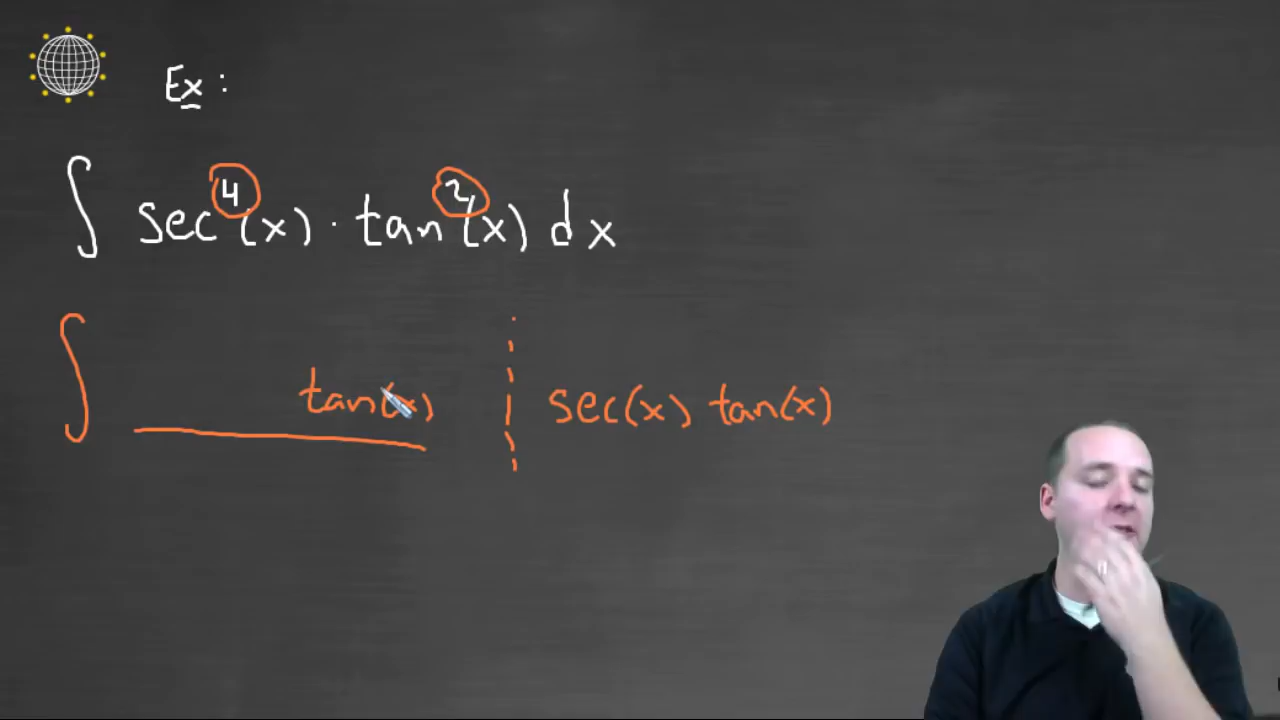 Ex:
∫ sec⁴(x) · tan²(x) dx
∫ tan(x) sec(x) tan(x)